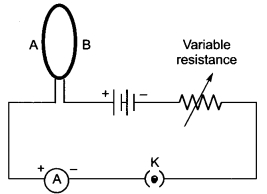 A B
Variable
resistance
+ −
K
+ A −